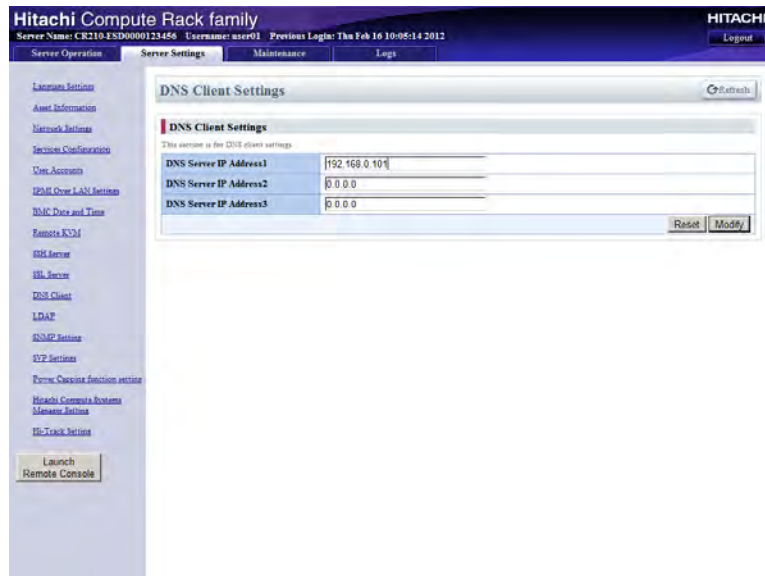 Hitachi Compute Rack family
HITACHI
Server Name: CR210-ESD0000123456 Username: user01 Previous Login: Thu Feb 16 10:05:14 2012
Logout
Server Operation Server Settings Maintenance Logs
Language Settings
Asset Information
Network Settings
Services Configuration
User Accounts
IPMI Over LAN Settings
BMC Date and Time
Remote KVM
SSH Server
SSL Server
DNS Client
LDAP
SNMP Setting
SVP Settings
Power Capping function setting
Hitachi Compute Systems
Manager Setting
Hi-Track Setting
Launch
Remote Console
DNS Client Settings
Refresh
DNS Client Settings
This section is for DNS client settings.
DNS Server IP Address1 192.168.0.101
DNS Server IP Address2 0.0.0.0
DNS Server IP Address3 0.0.0.0
Reset Modify